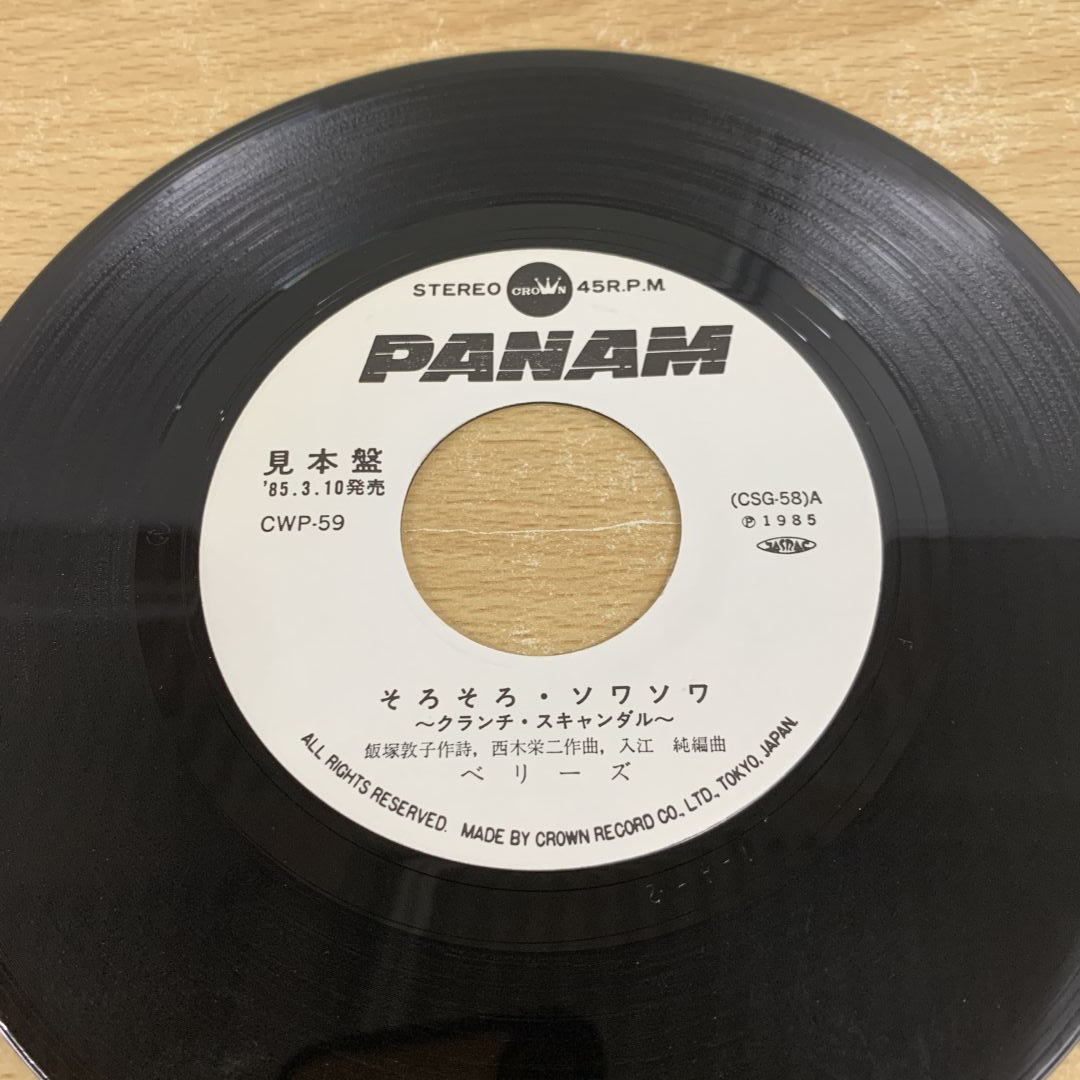 STEREO CROWN 45R.P.M.
PANAM
見本盤
'85.3.10発売
CWP-59
(CSG-58)A
Ⓟ1985
JASRAC
そろそろ・ソワソワ
～クランチ・スキャンダル～
飯塚敦子作詩, 西木栄二作曲, 入江 純編曲
ベリーズ
ALL RIGHTS RESERVED. MADE BY CROWN RECORD CO., LTD., TOKYO, JAPAN.